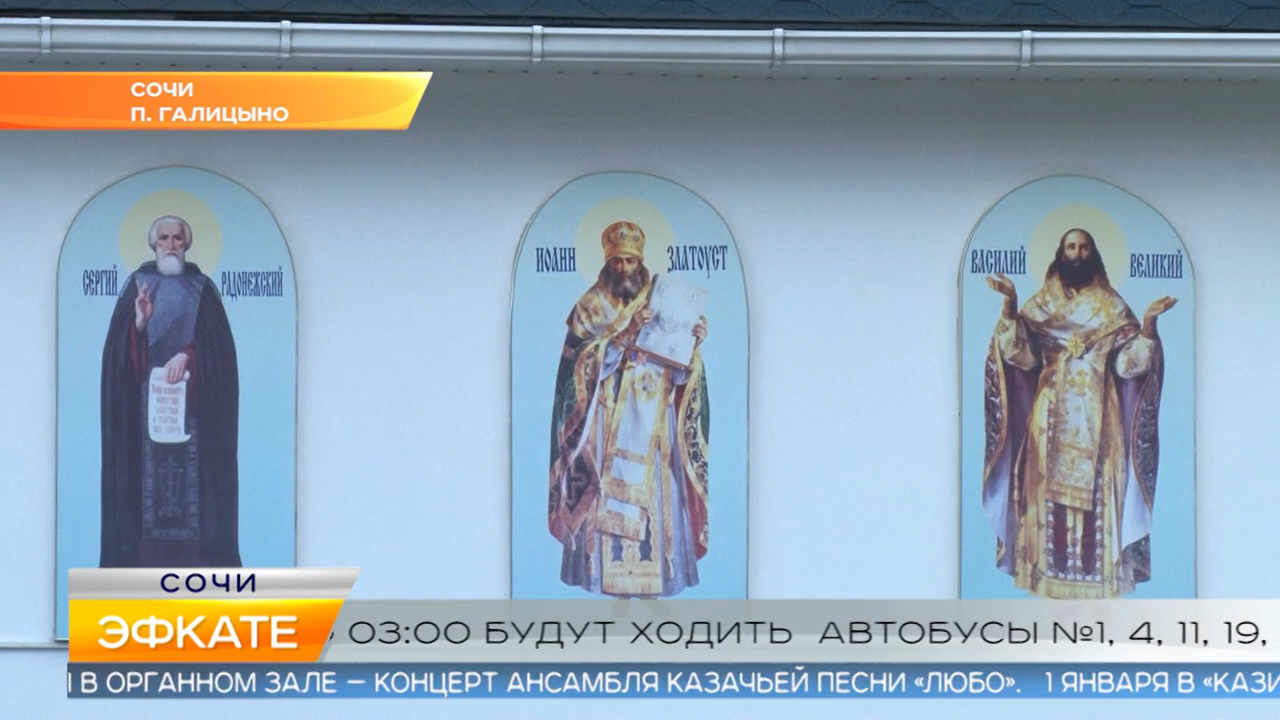 СОЧИ
П. ГАЛИЦЫНО
СЕРГИЙ РАДОНЕЖСКИЙ
ИОАНН ЗЛАТОУСТ
ВАСИЛИЙ ВЕЛИКИЙ
СОЧИ
ЭФКАТЕ
03:00 БУДУТ ХОДИТЬ АВТОБУСЫ №1, 4, 11, 19,
В ОРГАННОМ ЗАЛЕ – КОНЦЕРТ АНСАМБЛЯ КАЗАЧЬЕЙ ПЕСНИ «ЛЮБО». 1 ЯНВАРЯ В «КАЗИ